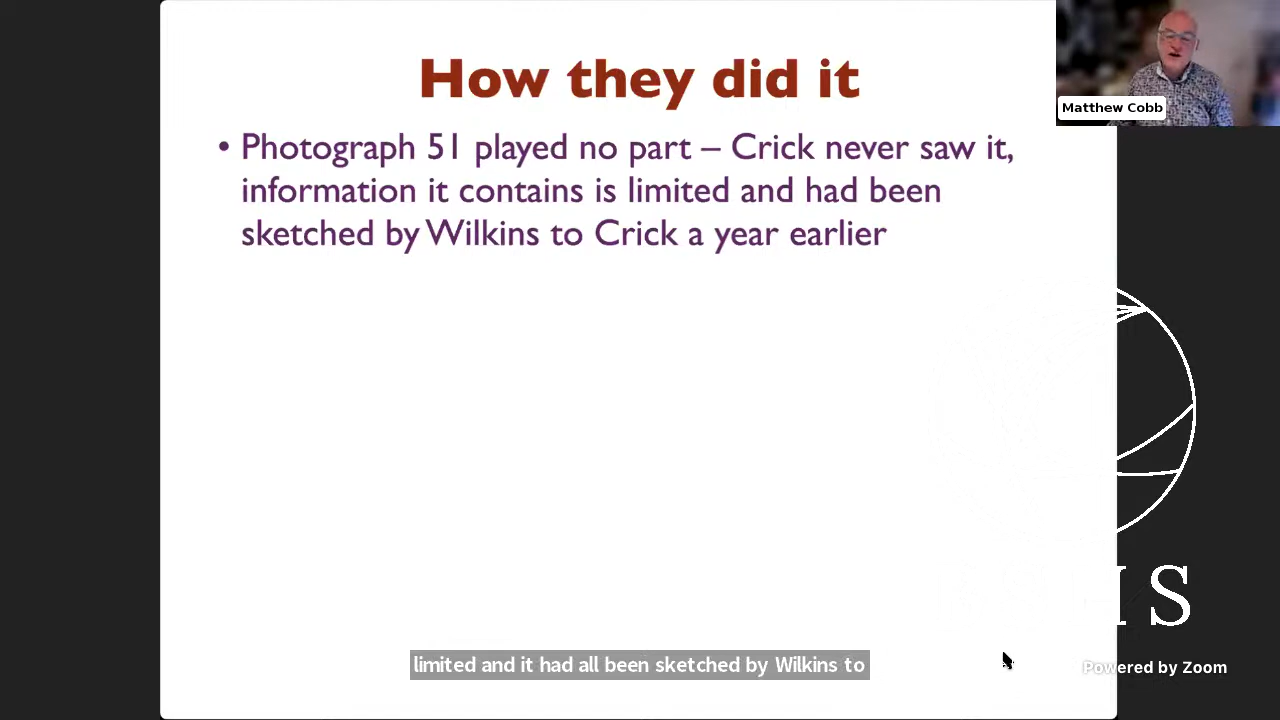 How they did it
Matthew Cobb
• Photograph 51 played no part – Crick never saw it,
information it contains is limited and had been
sketched by Wilkins to Crick a year earlier
S
limited and it had all been sketched by Wilkins to
Powered by Zoom